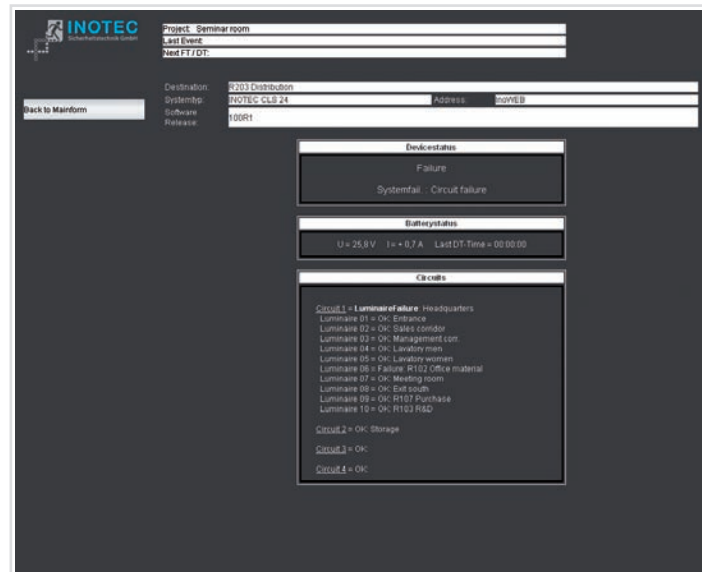 INOTEC
Sicherheitstechnik GmbH
Project: Seminar room
Last Event:
Next FT / DT:
Back to Mainform
Destination: R203 Distribution
Systemtyp: INOTEC CLS 24 Address: InoWEB
Software Release: 100R1
Devicestatus
Failure
Systemfail. : Circuit failure
Batterystatus
U = 25,8 V I = + 0,7 A Last DT-Time = 00:00:00
Circuits
Circuit 1 = LuminaireFailure: Headquarters
Luminaire 01 = OK: Entrance
Luminaire 02 = OK: Sales corridor
Luminaire 03 = OK: Management corr.
Luminaire 04 = OK: Lavatory men
Luminaire 05 = OK: Lavatory women
Luminaire 06 = Failure: R102 Office material
Luminaire 07 = OK: Meeting room
Luminaire 08 = OK: Exit south
Luminaire 09 = OK: R107 Purchase
Luminaire 10 = OK: R103 R&D
Circuit 2 = OK: Storage
Circuit 3 = OK:
Circuit 4 = OK: